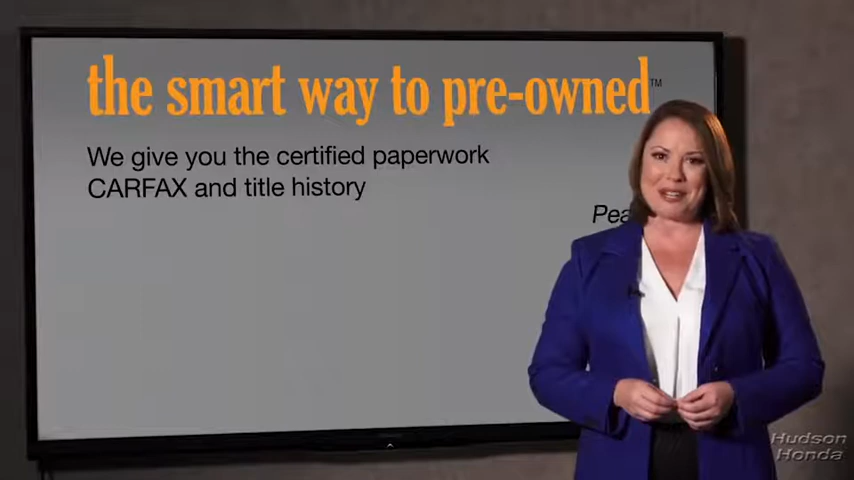 the smart way to pre-owned™
We give you the certified paperwork
CARFAX and title history
Hudson
Honda